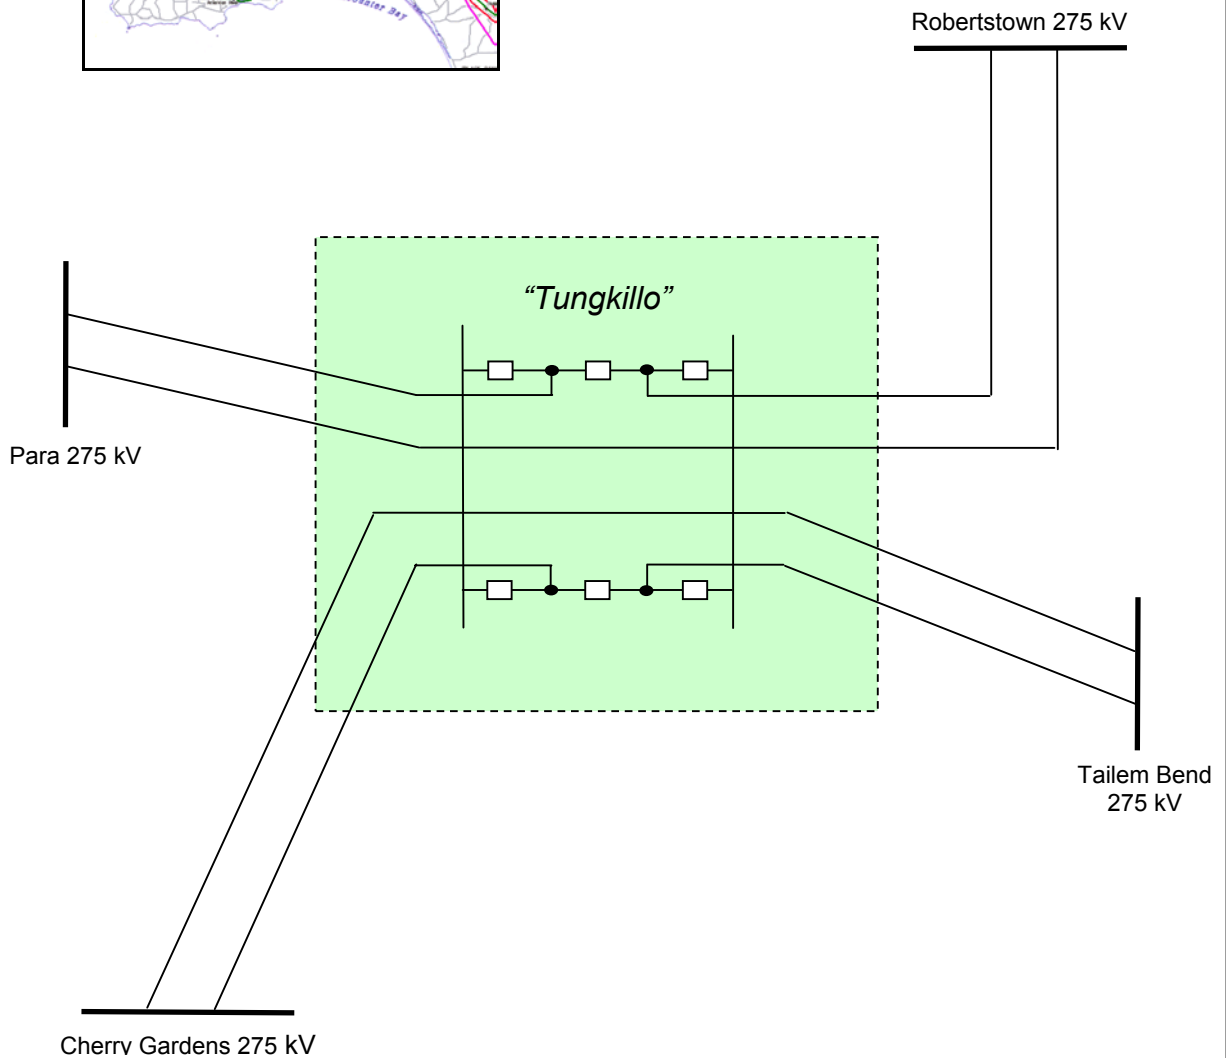 Robertstown 275 kV
“Tungkillo”
Para 275 kV
Tailem Bend
275 kV
Cherry Gardens 275 kV